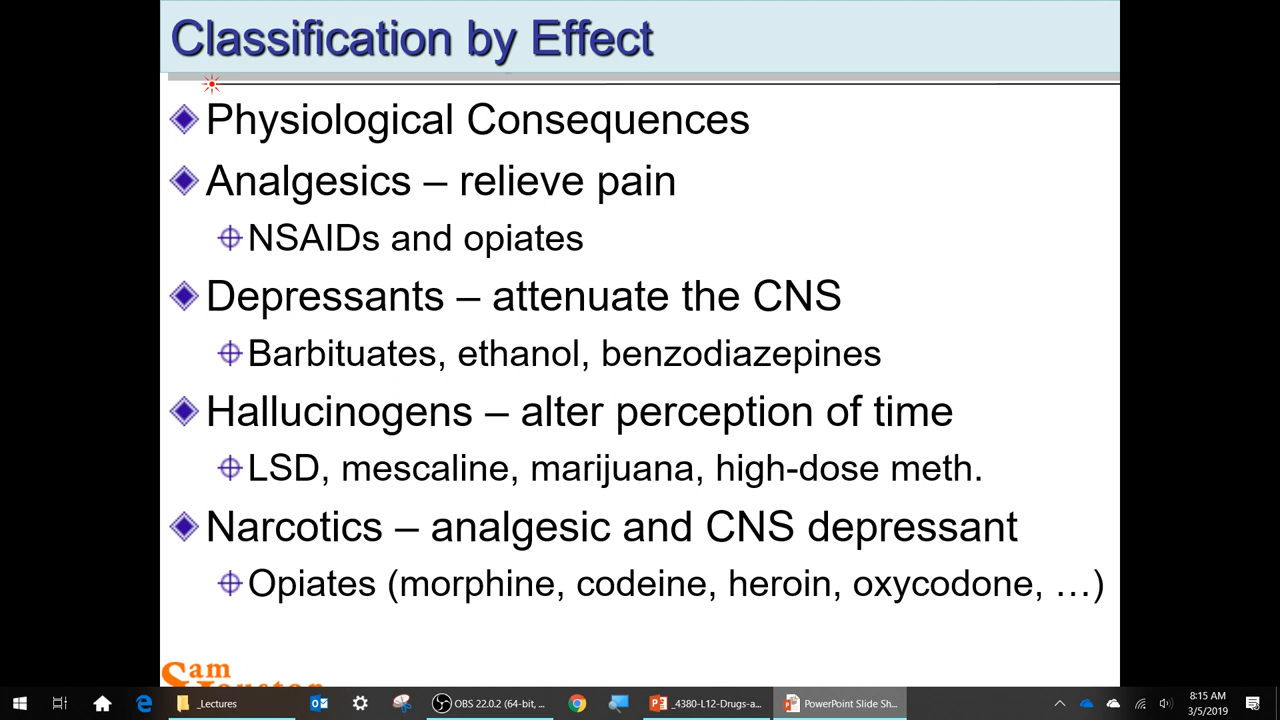 Classification by Effect
Physiological Consequences
Analgesics – relieve pain
NSAIDs and opiates
Depressants – attenuate the CNS
Barbituates, ethanol, benzodiazepines
Hallucinogens – alter perception of time
LSD, mescaline, marijuana, high-dose meth.
Narcotics – analgesic and CNS depressant
Opiates (morphine, codeine, heroin, oxycodone, …)
Sam
Houston
_Lectures
OBS 22.0.2 (64-bit, ...
_4380-L12-Drugs-a...
PowerPoint Slide Sh...
8:15 AM
3/5/2019